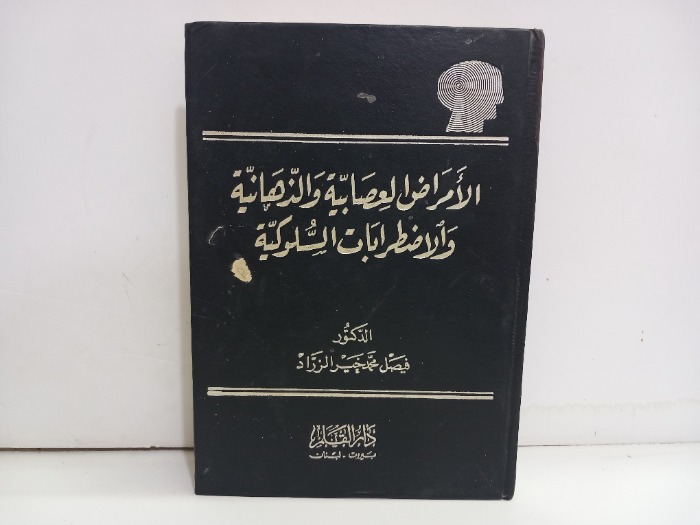 الأمراض العصابية والذهانية
والاضطرابات السلوكية
الدكتور
فيصل محمد خير الزراد
دار القلم
بيروت - لبنان